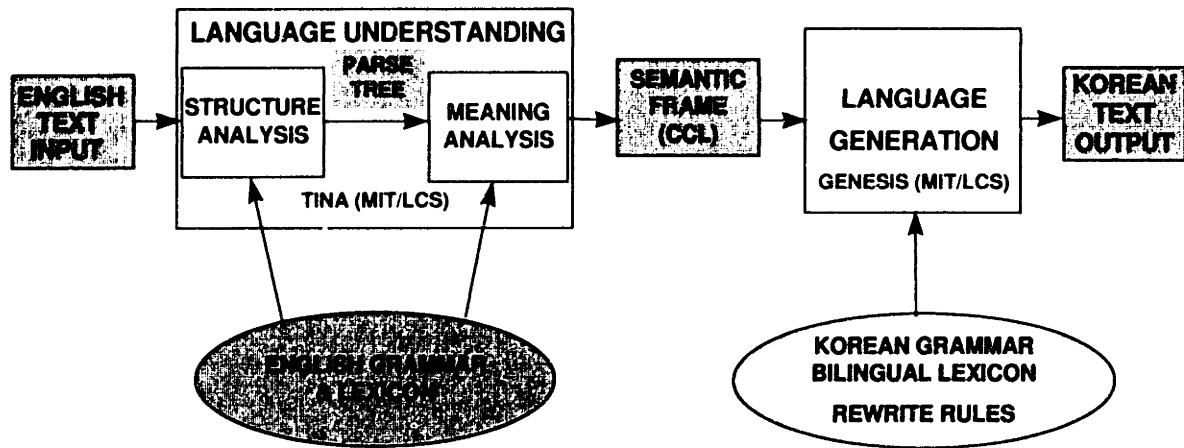 LANGUAGE UNDERSTANDING
ENGLISH
TEXT
INPUT
STRUCTURE
ANALYSIS
PARSE
TREE
MEANING
ANALYSIS
TINA (MIT/LCS)
SEMANTIC
FRAME
(CCL)
LANGUAGE
GENERATION
GENESIS (MIT/LCS)
KOREAN
TEXT
OUTPUT
ENGLISH GRAMMAR
& LEXICON
KOREAN GRAMMAR
BILINGUAL LEXICON
REWRITE RULES